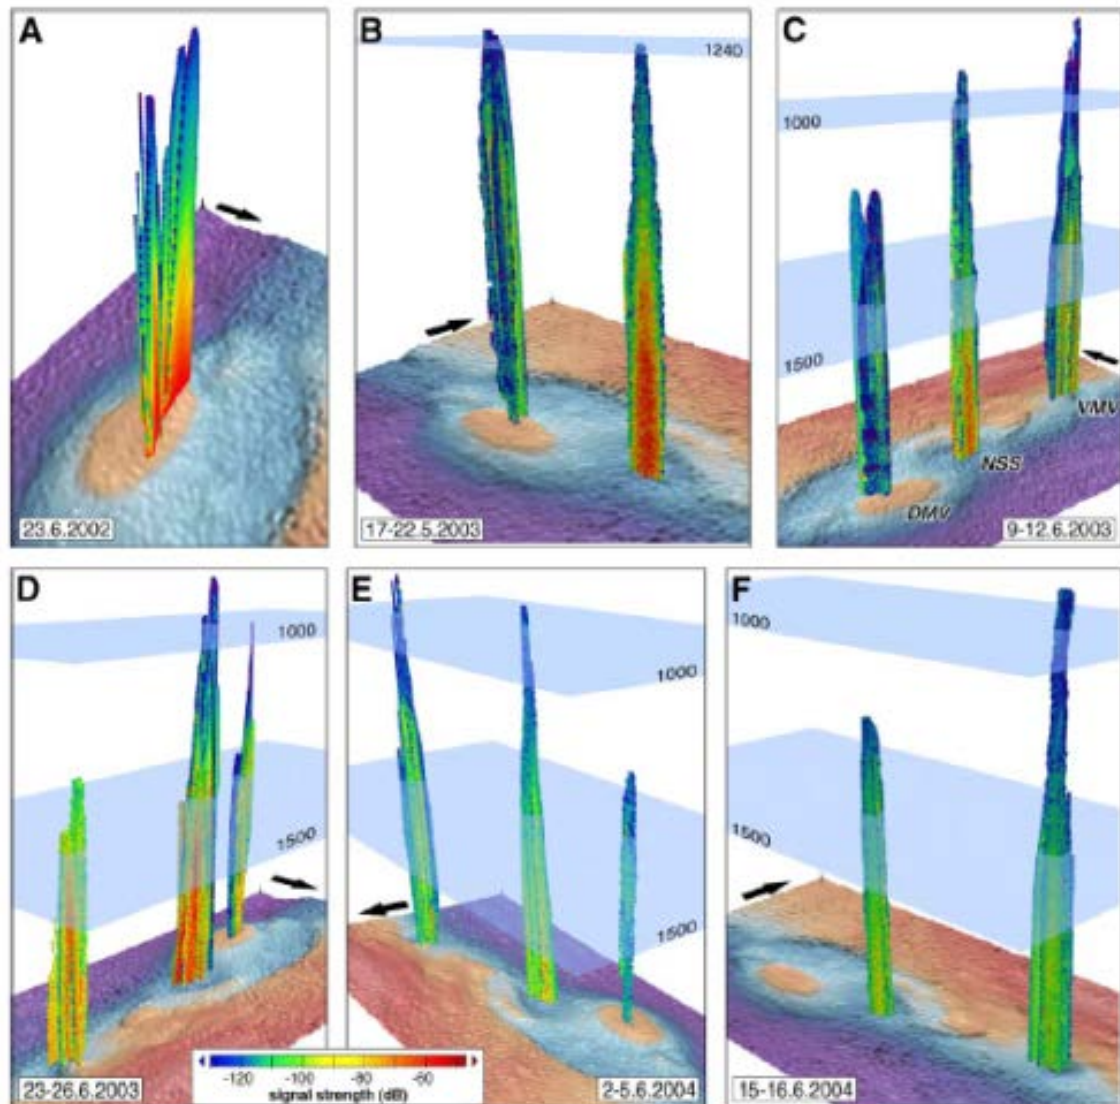 A
23.6.2002
B
1240
17-22.5.2003
C
1000
1500
VMV
NSS
DMV
9-12.6.2003
D
1000
1500
23-26.6.2003
E
1000
1500
2-5.6.2004
F
1000
1500
15-16.6.2004
-120 -100 -80 -60
signal strength (dB)